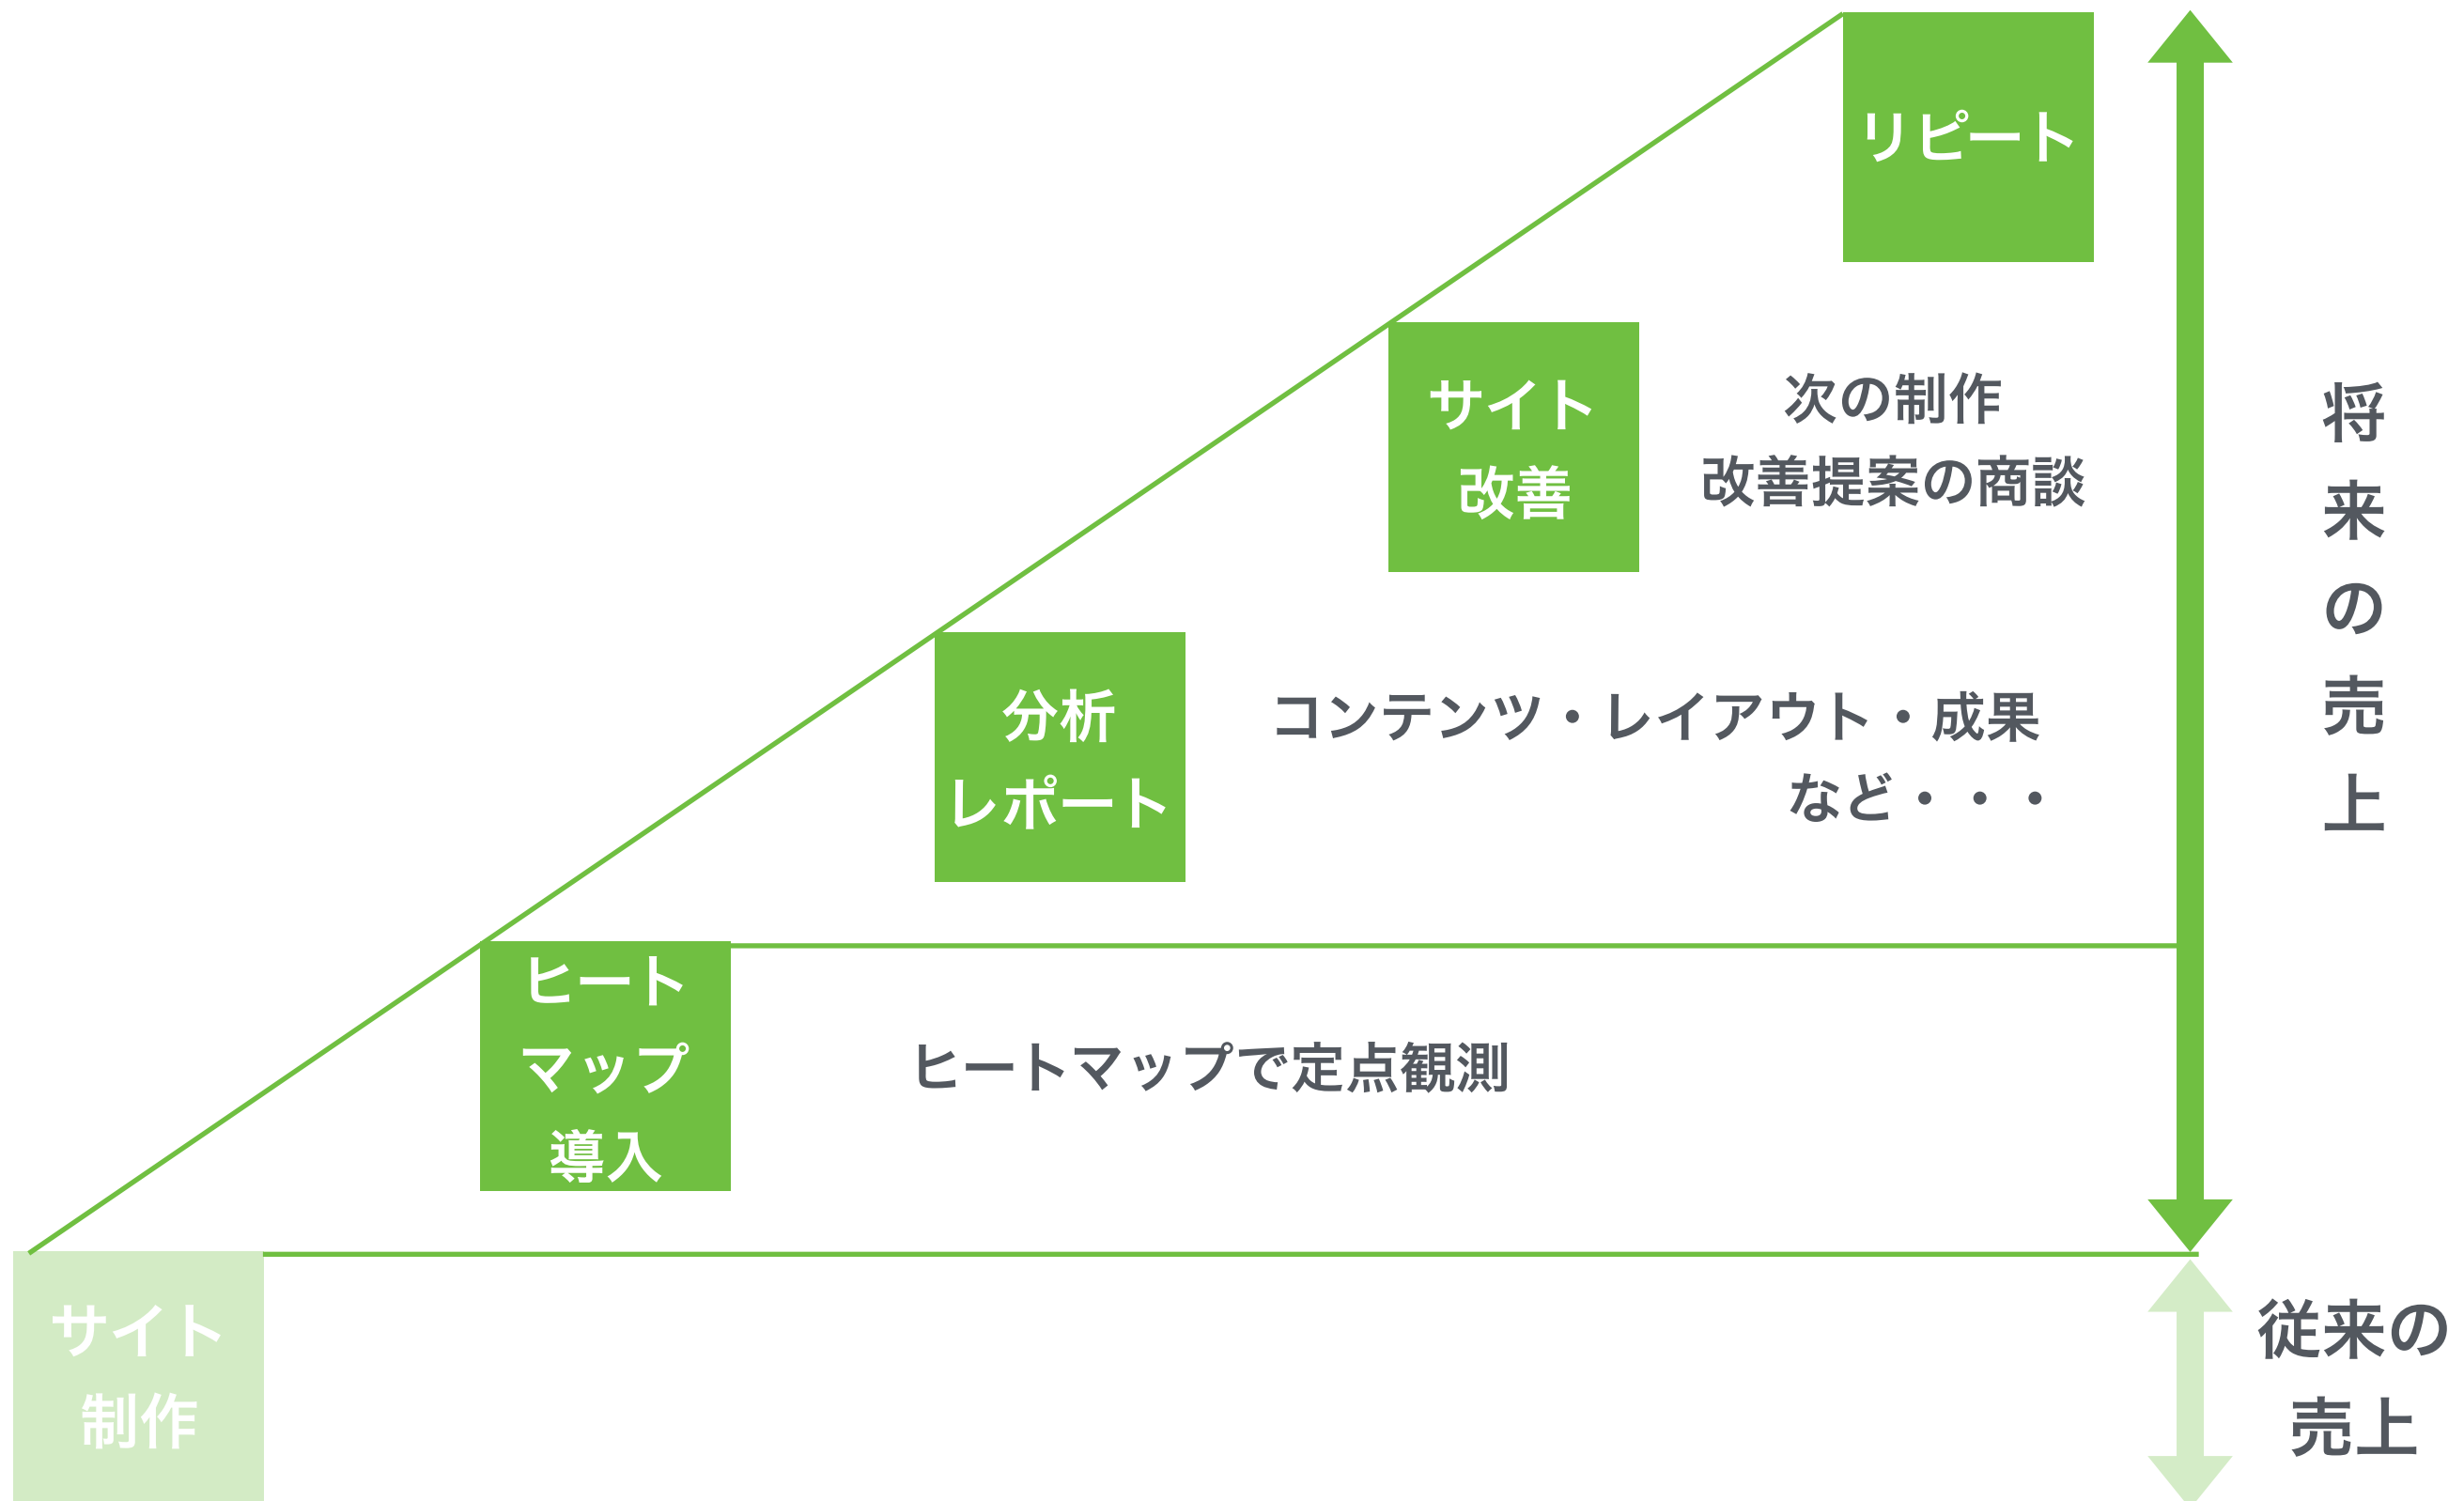 リピート
サイト
改善
次の制作
改善提案の商談
将来の売上
分析
レポート
コンテンツ・レイアウト・成果
など・・・
ヒート
マップ
導入
ヒートマップで定点観測
サイト
制作
従来の
売上